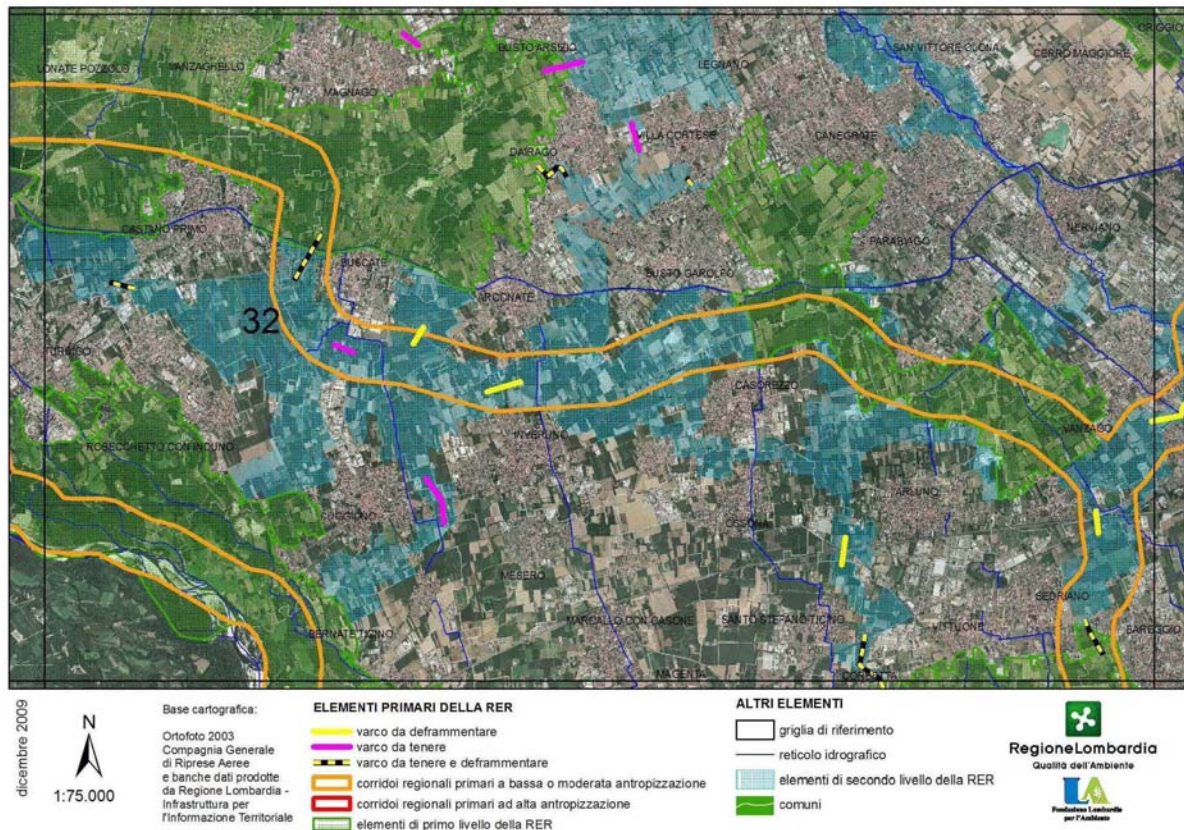 BUSTO ARSIZIO
SAN VITTORE OLONA
CERRO MAGGIORE
LONATE POZZOLO
VANZAGHELLO
LEGNANO
MAGNAGO
VILLA CORTESE
CANEGRATE
DAIRAGO
CASTANO PRIMO
NERVIANO
PARABIAGO
BUSCATE
BUSTO GAROLFO
ARCONATE
32
TURBIGO
CASOREZZO
INVERUNO
VANZAGO
ROBECCHETTO CON INDUNO
ARLUNO
CUGGIONO
OSSONA
MESERO
SEDRIANO
BERNATE TICINO
MARCALLO CON CASONE
SANTO STEFANO TICINO
VITTUONE
BAREGGIO
MAGENTA
CORBETTA
dicembre 2009
N
1:75.000
Base cartografica:
Ortofoto 2003
Compagnia Generale
di Riprese Aeree
e banche dati prodotte
da Regione Lombardia -
Infrastruttura per
l'Informazione Territoriale
ELEMENTI PRIMARI DELLA RER
varco da deframmentare
varco da tenere
varco da tenere e deframmentare
corridoi regionali primari a bassa o moderata antropizzazione
corridoi regionali primari ad alta antropizzazione
elementi di primo livello della RER
ALTRI ELEMENTI
griglia di riferimento
reticolo idrografico
elementi di secondo livello della RER
comuni
RegioneLombardia
Qualità dell'Ambiente
Fondazione Lombardia
per l'Ambiente